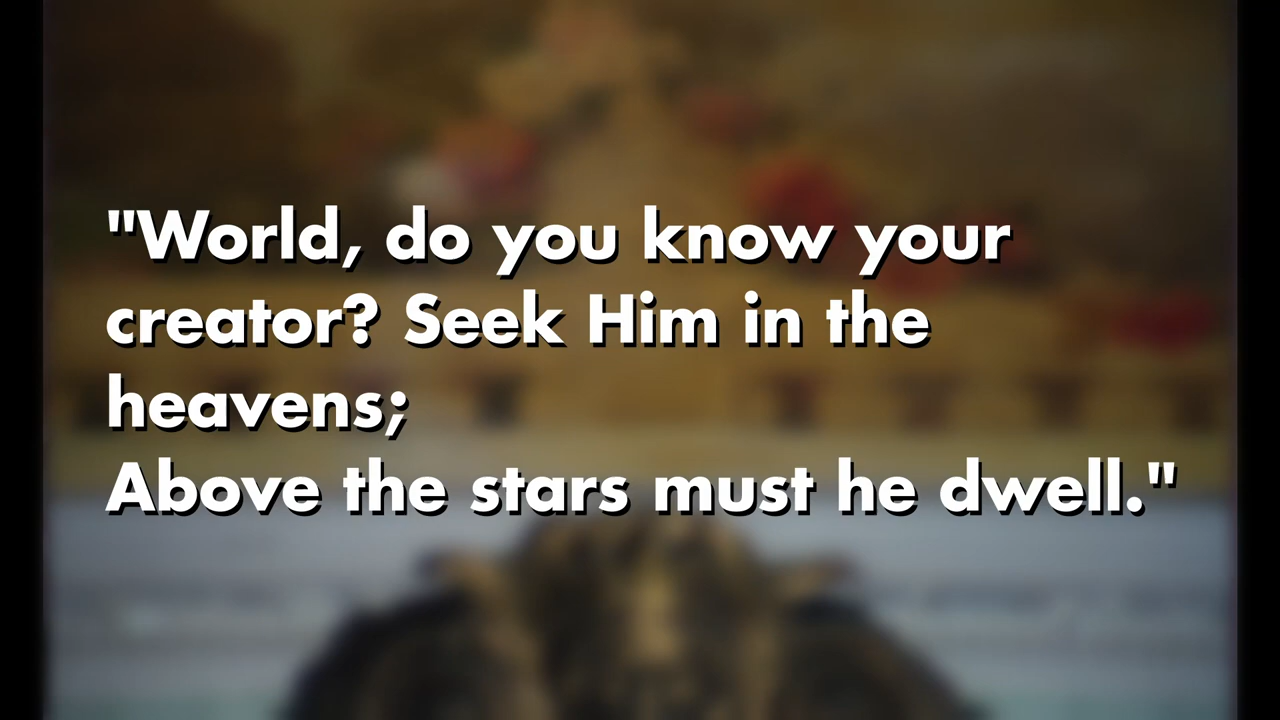 "World, do you know your
creator? Seek Him in the
heavens;
Above the stars must he dwell."